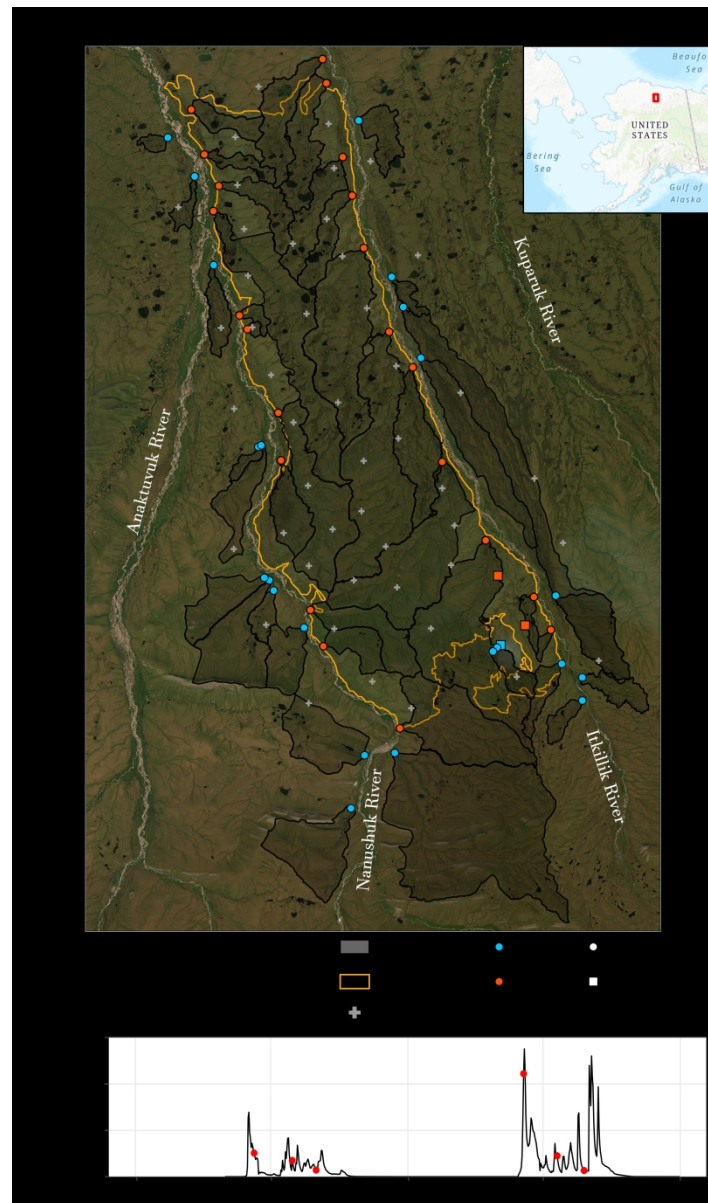 Beaufort
Sea
UNITED
STATES
Bering
Sea
Gulf of
Alaska
Kuparuk River
Anaktuvuk River
Itkillik River
Nanushuk River